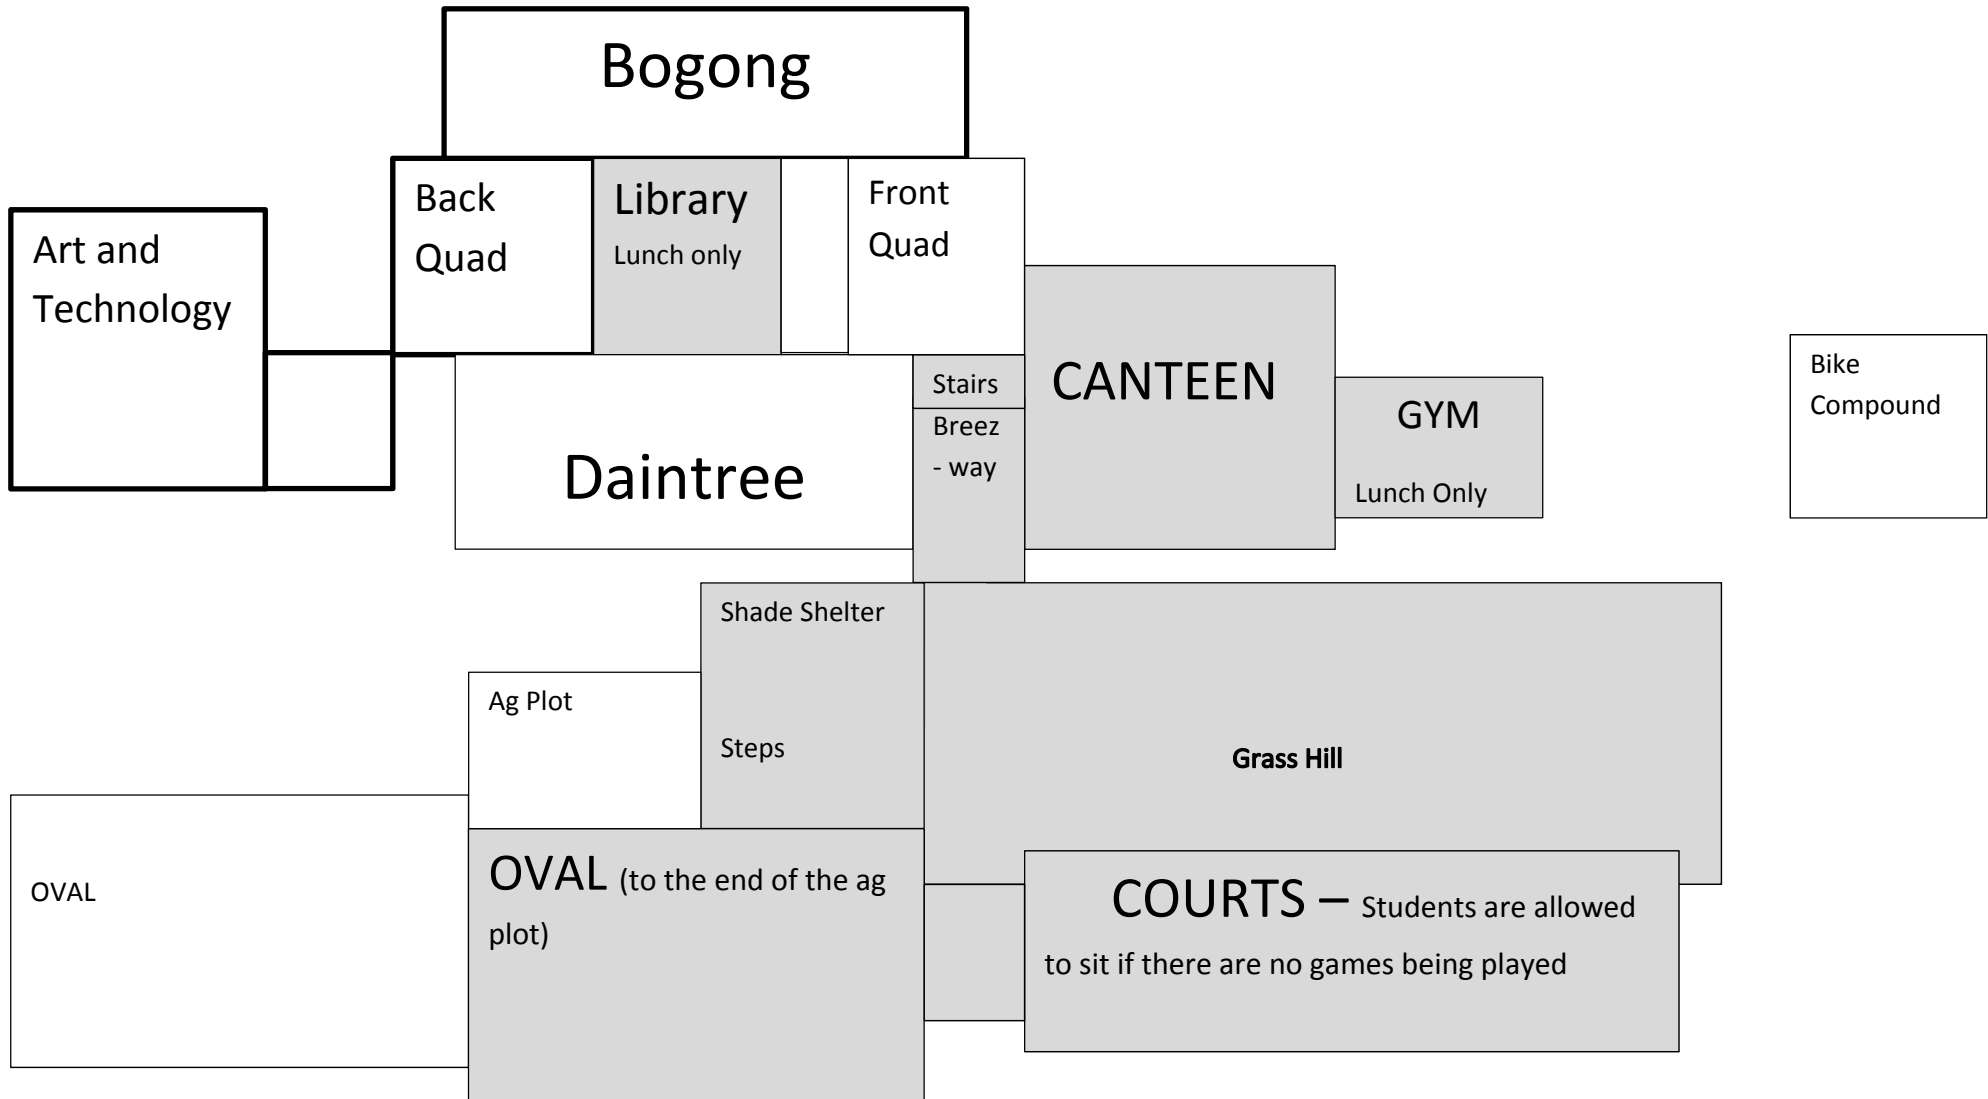 Bogong
Back
Quad
Library
Lunch only
Front
Quad
Art and
Technology
CANTEEN
Stairs
Breez
- way
GYM
Lunch Only
Bike
Compound
Daintree
Shade Shelter
Steps
Ag Plot
Grass Hill
OVAL
OVAL (to the end of the ag
plot)
COURTS – Students are allowed
to sit if there are no games being played